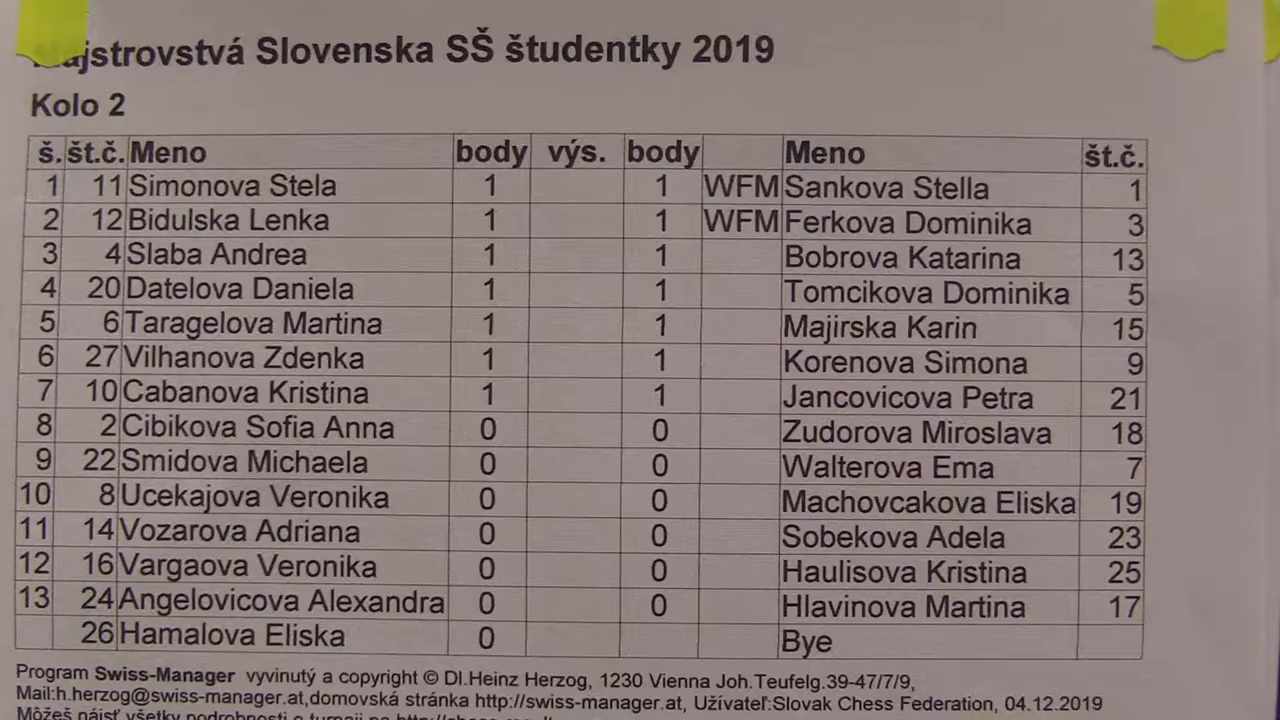 Majstrovstvá Slovenska SŠ študentky 2019
Kolo 2
š. št.č. Meno body výs. body Meno št.č.
1 11 Simonova Stela 1 1 WFM Sankova Stella 1
2 12 Bidulska Lenka 1 1 WFM Ferkova Dominika 3
3 4 Slaba Andrea 1 1 Bobrova Katarina 13
4 20 Datelova Daniela 1 1 Tomcikova Dominika 5
5 6 Taragelova Martina 1 1 Majirska Karin 15
6 27 Vilhanova Zdenka 1 1 Korenova Simona 9
7 10 Cabanova Kristina 1 1 Jancovicova Petra 21
8 2 Cibikova Sofia Anna 0 0 Zudorova Miroslava 18
9 22 Smidova Michaela 0 0 Walterova Ema 7
10 8 Ucekajova Veronika 0 0 Machovcakova Eliska 19
11 14 Vozarova Adriana 0 0 Sobekova Adela 23
12 16 Vargaova Veronika 0 0 Haulisova Kristina 25
13 24 Angelovicova Alexandra 0 0 Hlavinova Martina 17
26 Hamalova Eliska 0 Bye
Program Swiss-Manager vyvinutý a copyright © DI.Heinz Herzog, 1230 Vienna Joh.Teufelg.39-47/7/9,
Mail:h.herzog@swiss-manager.at,domovská stránka http://swiss-manager.at, Užívateľ:Slovak Chess Federation, 04.12.2019
Môžeš nájsť všetky podrobnosti o turnaji na